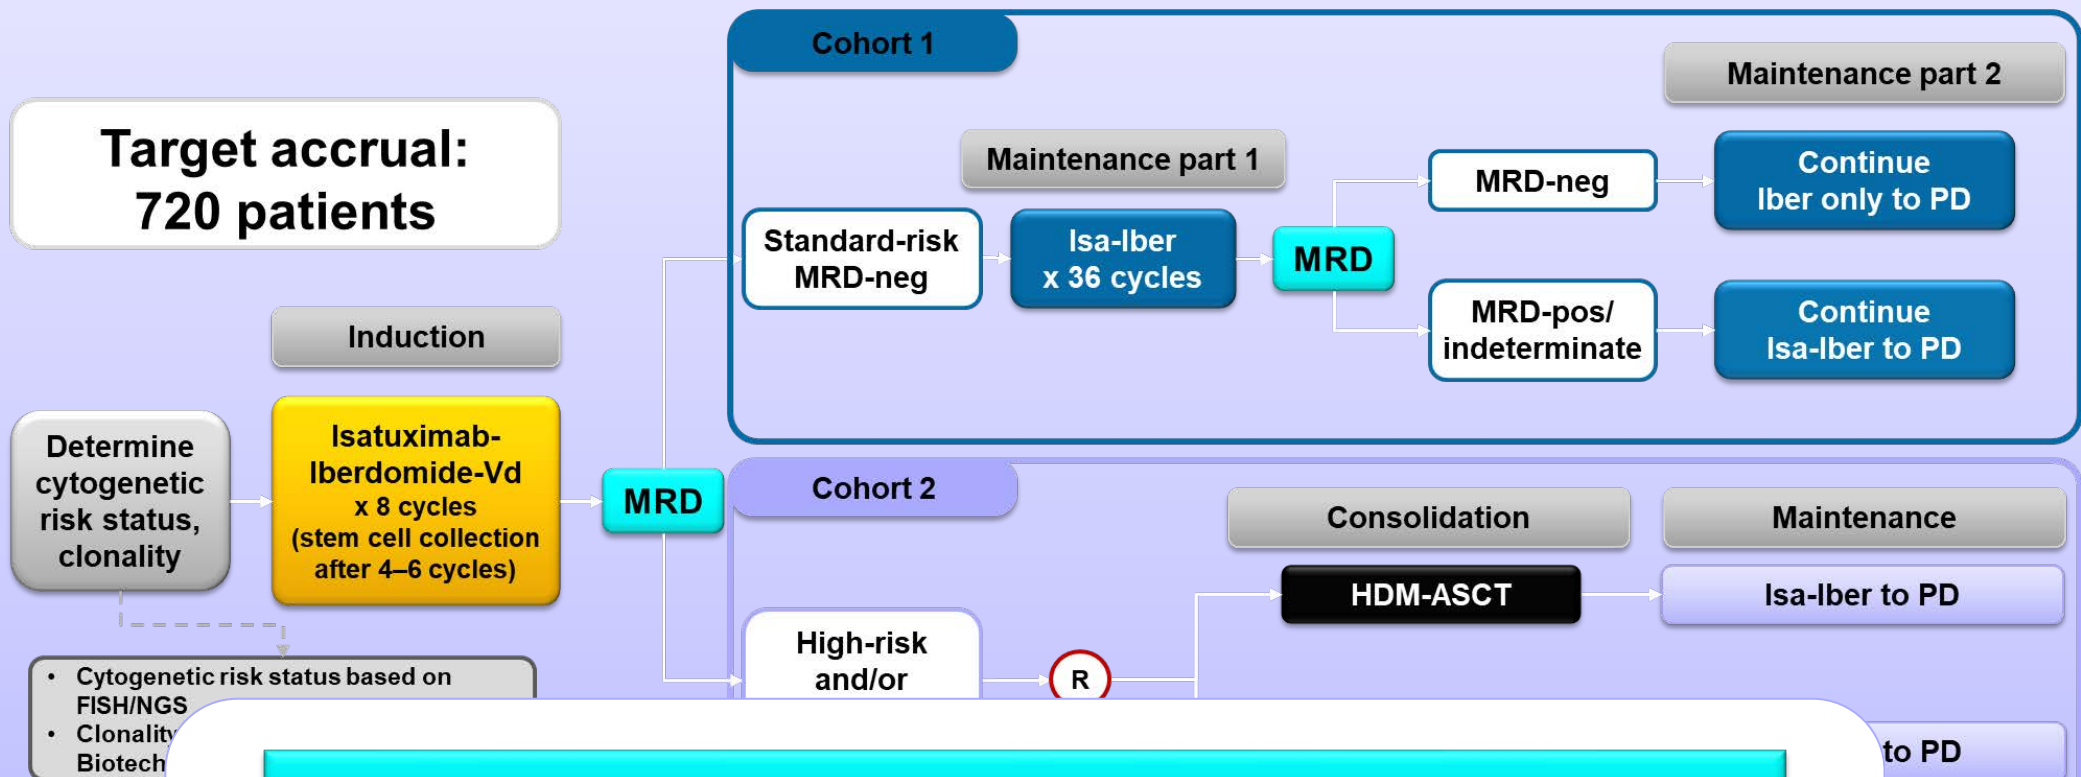 Target accrual:
720 patients
Determine
cytogenetic
risk status,
clonality
• Cytogenetic risk status based on
FISH/NGS
• Clonality
Biotech
Induction
Isatuximab-
Iberdomide-Vd
x 8 cycles
(stem cell collection
after 4–6 cycles)
MRD
Cohort 1
Maintenance part 1
Maintenance part 2
Standard-risk
MRD-neg
Isa-Iber
x 36 cycles
MRD
MRD-neg
Continue
Iber only to PD
MRD-pos/
indeterminate
Continue
Isa-Iber to PD
Cohort 2
Consolidation
Maintenance
High-risk
and/or
R
HDM-ASCT
Isa-Iber to PD
to PD